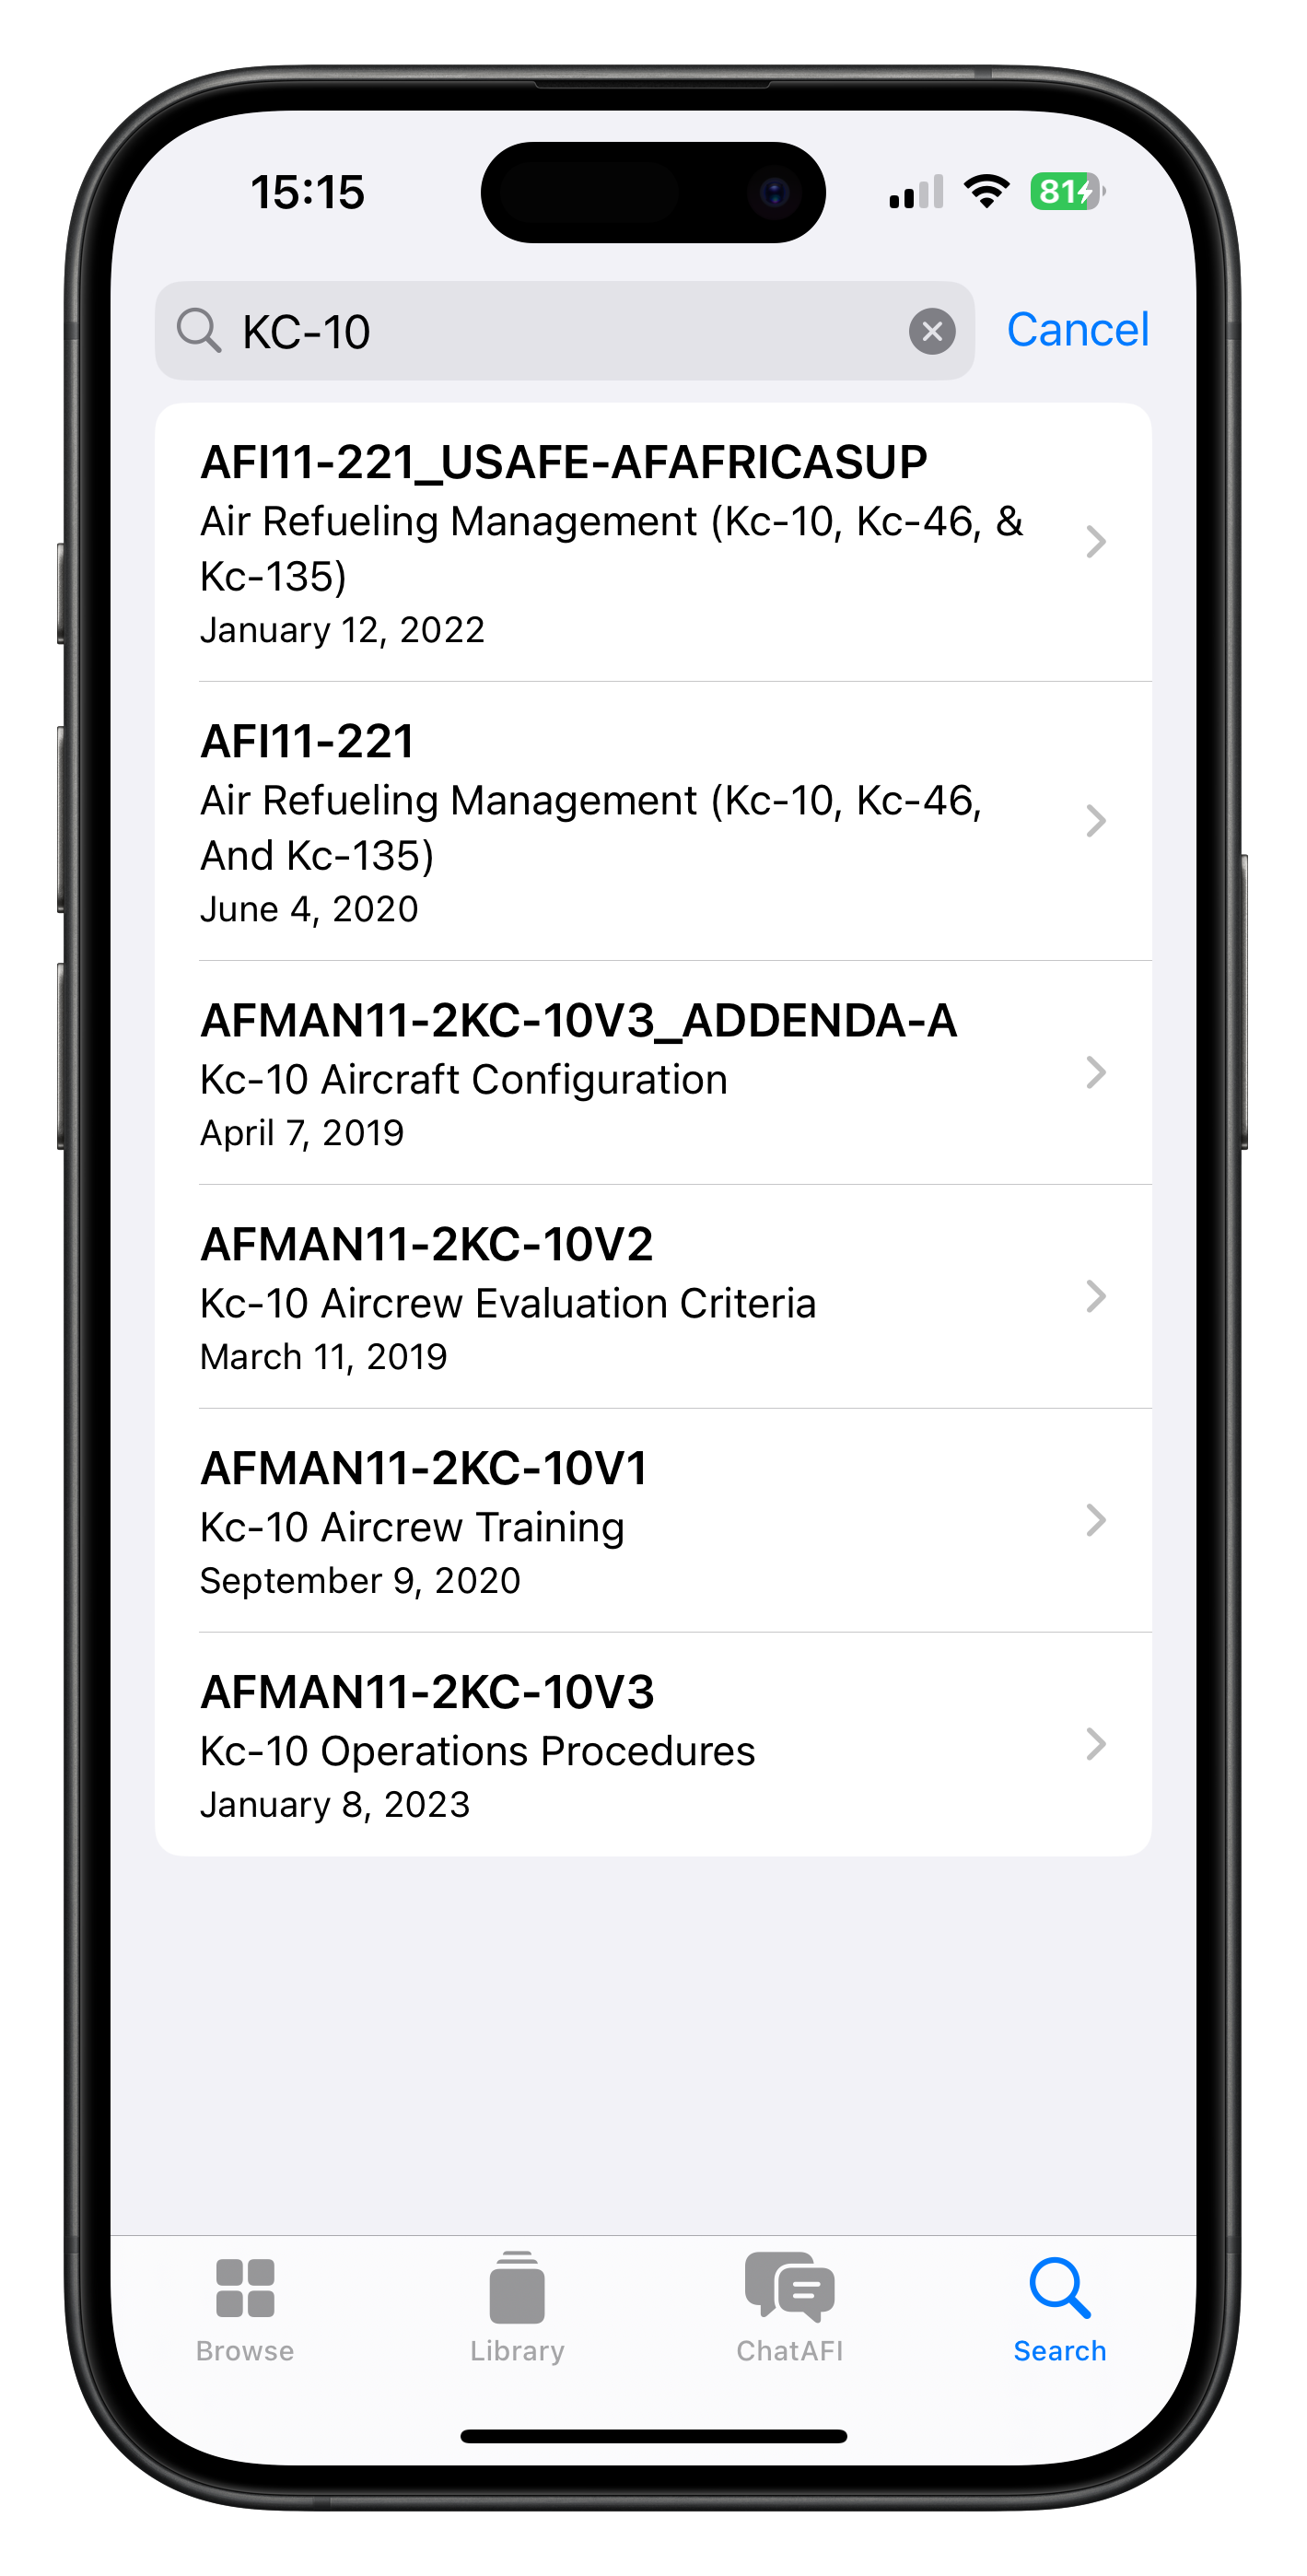 15:15
81
KC-10
Cancel
AFI11-221_USAFE-AFAFRICASUP
Air Refueling Management (Kc-10, Kc-46, &
Kc-135)
January 12, 2022
AFI11-221
Air Refueling Management (Kc-10, Kc-46,
And Kc-135)
June 4, 2020
AFMAN11-2KC-10V3_ADDENDA-A
Kc-10 Aircraft Configuration
April 7, 2019
AFMAN11-2KC-10V2
Kc-10 Aircrew Evaluation Criteria
March 11, 2019
AFMAN11-2KC-10V1
Kc-10 Aircrew Training
September 9, 2020
AFMAN11-2KC-10V3
Kc-10 Operations Procedures
January 8, 2023
Browse
Library
ChatAFI
Search